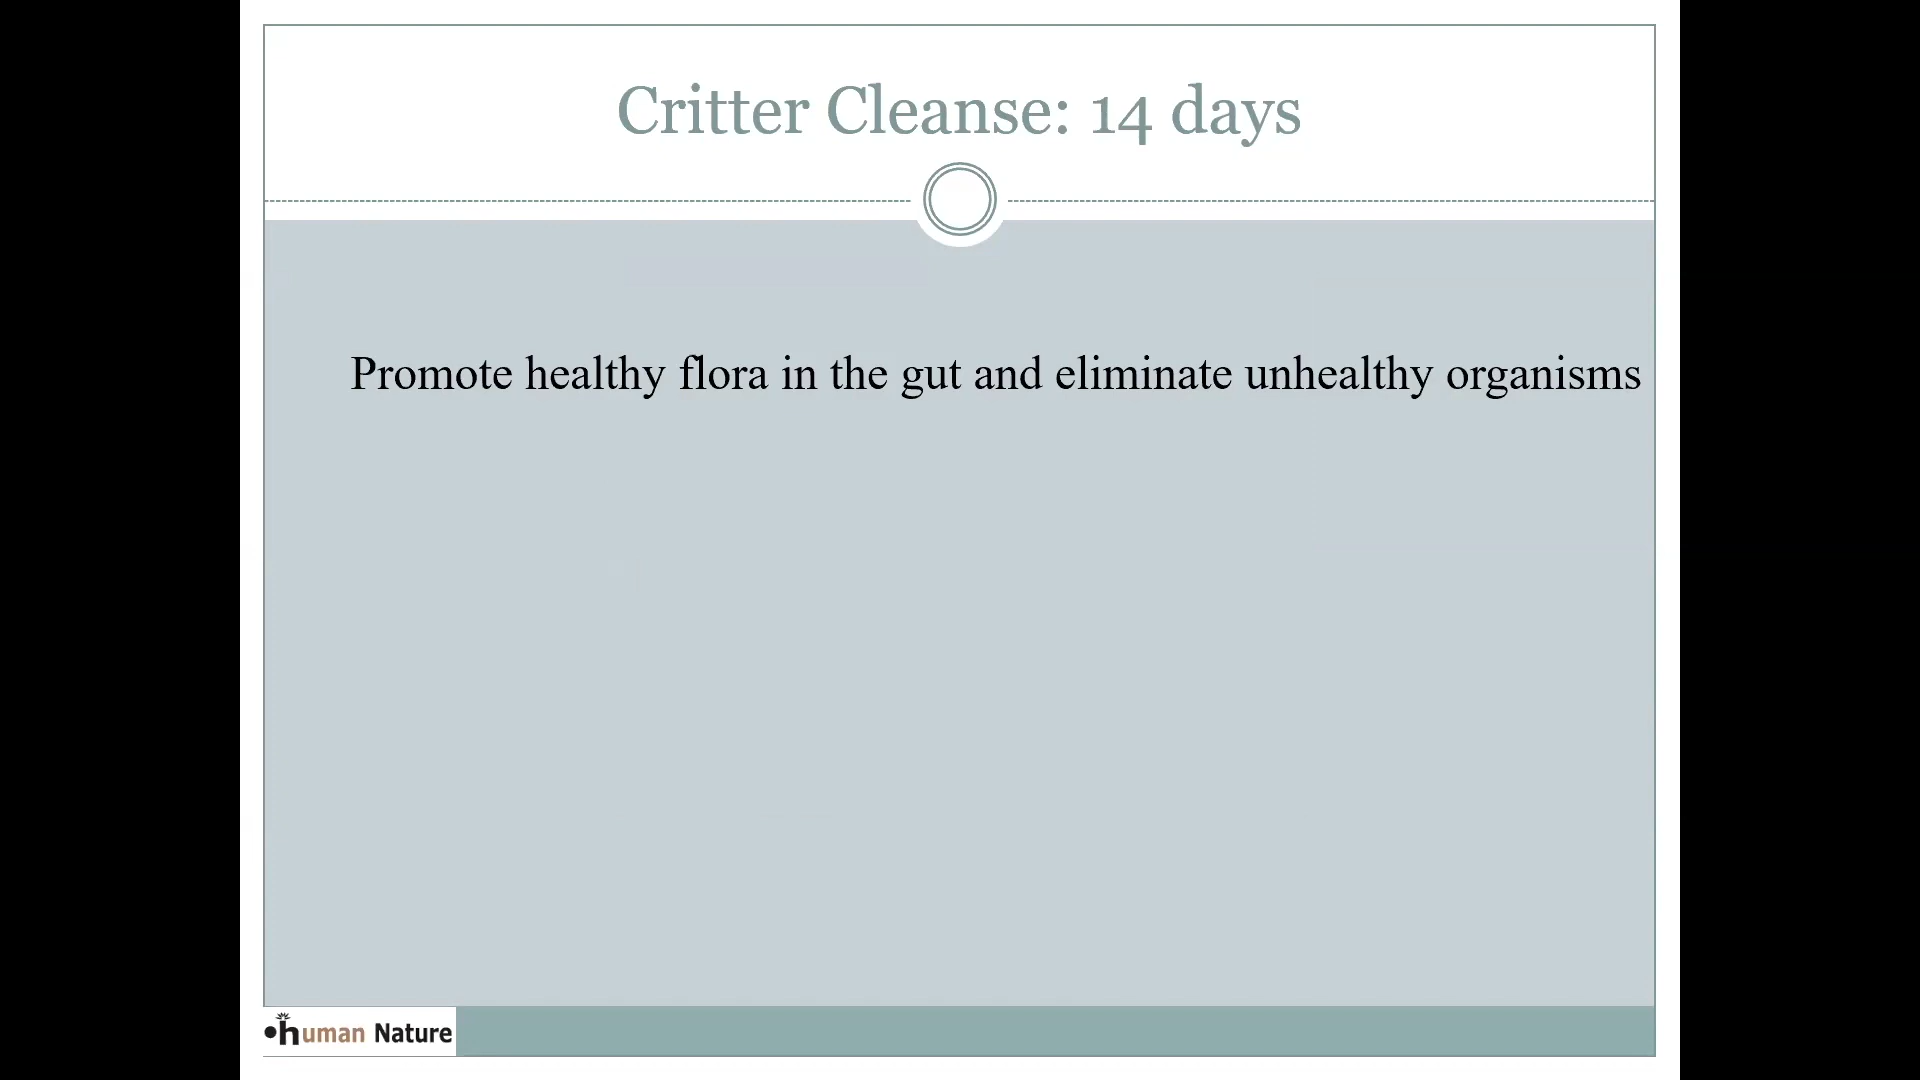 Critter Cleanse: 14 days
Promote healthy flora in the gut and eliminate unhealthy organisms
human Nature